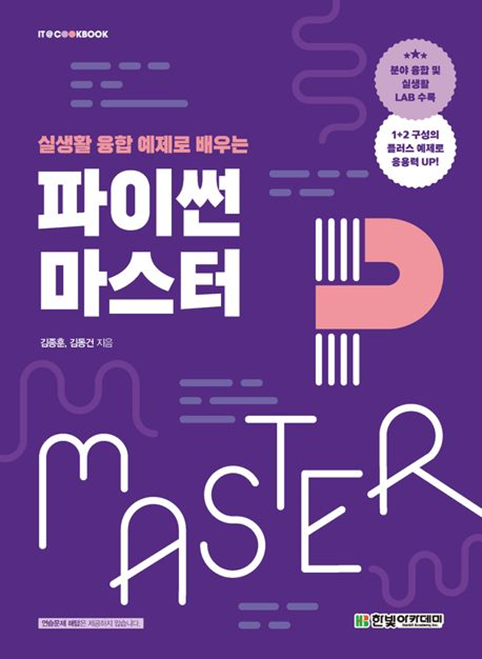 IT@COOKBOOK
분야 융합 및
실생활
LAB 수록
1+2 구성의
플러스 예제로
응용력 UP!
실생활 융합 예제로 배우는
파이썬
마스터
김종훈, 김동건 지음
P
MASTER
연습문제 해답은 제공하지 않습니다.
한빛아카데미
Hanbit Academy, Inc.